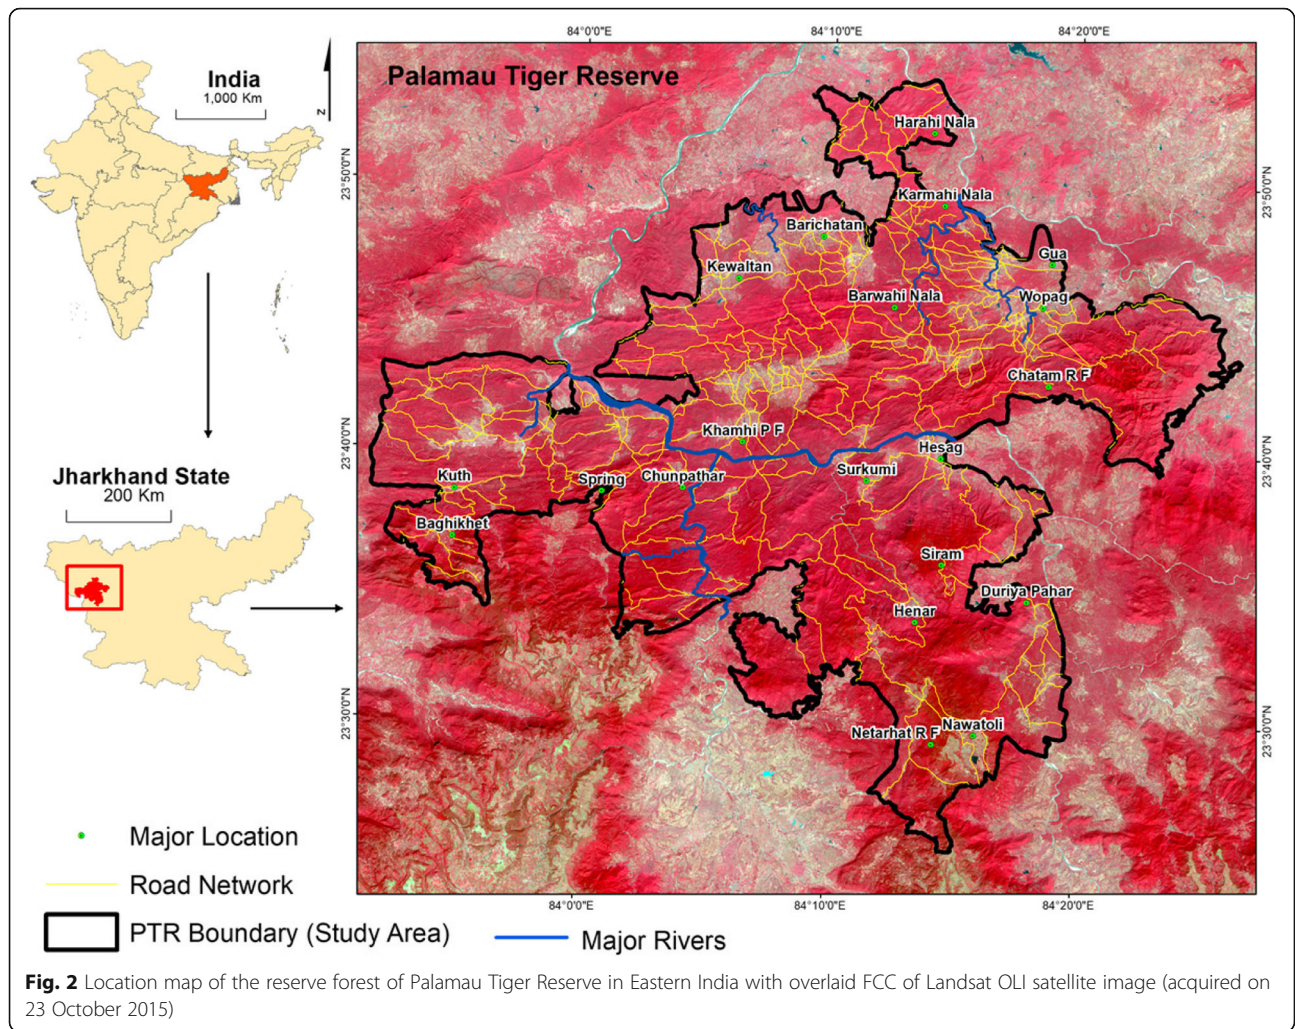 84°0'0"E 84°10'0"E 84°20'0"E
India
1,000 Km
N
Palamau Tiger Reserve
Harahi Nala
23°50'0"N
23°50'0"N
Karmahi Nala
Barichatan
Gua
Kewaltan
Barwahi Nala
Wopag
Chatam R F
Khamhi P F
23°40'0"N
23°40'0"N
Hesag
Surkumi
Jharkhand State
200 Km
Kuth
Spring
Chunpathar
Baghikhet
Siram
Duriya Pahar
Henar
23°30'0"N
23°30'0"N
Netarhat R F
Nawatoli
84°0'0"E 84°10'0"E 84°20'0"E
Major Location
Road Network
PTR Boundary (Study Area)
Major Rivers
Fig. 2 Location map of the reserve forest of Palamau Tiger Reserve in Eastern India with overlaid FCC of Landsat OLI satellite image (acquired on
23 October 2015)